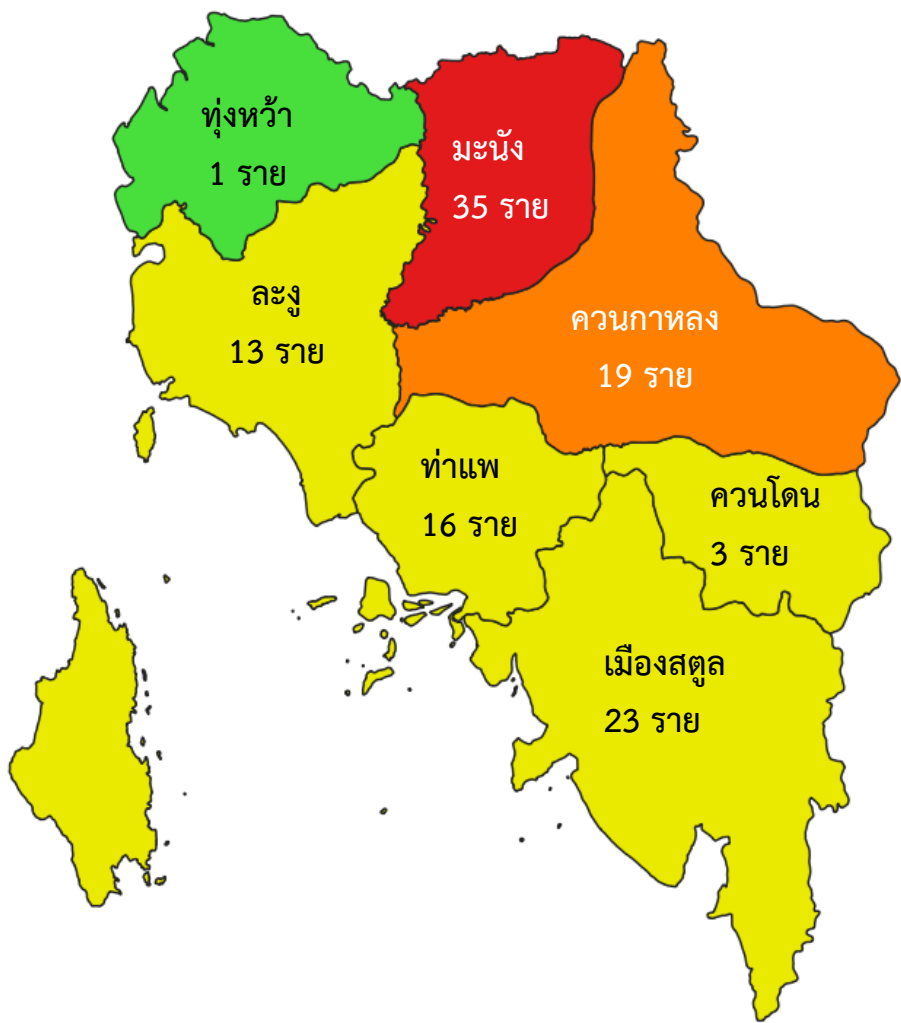 ทุ่งหว้า
1 ราย
มะนัง
35 ราย
ละงู
13 ราย
ควนกาหลง
19 ราย
ท่าแพ
16 ราย
ควนโดน
3 ราย
เมืองสตูล
23 ราย